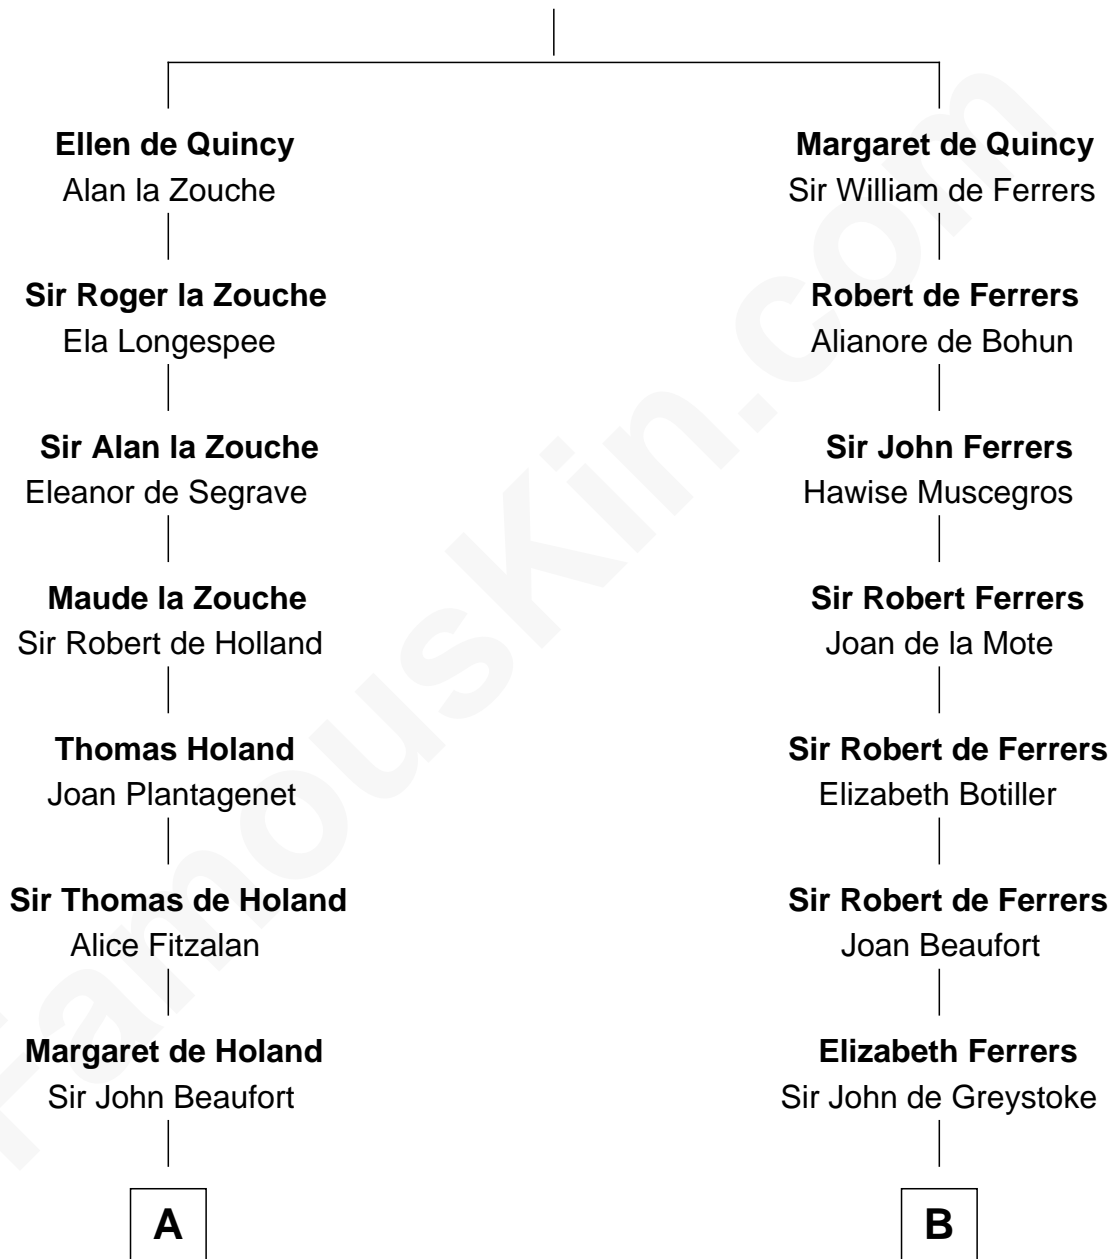 Ellen de Quincy
Alan la Zouche
Sir Roger la Zouche
Ela Longespee
Sir Alan la Zouche
Eleanor de Segrave
Maude la Zouche
Sir Robert de Holland
Thomas Holand
Joan Plantagenet
Sir Thomas de Holand
Alice Fitzalan
Margaret de Holand
Sir John Beaufort
A
Margaret de Quincy
Sir William de Ferrers
Robert de Ferrers
Alianore de Bohun
Sir John Ferrers
Hawise Muscegros
Sir Robert Ferrers
Joan de la Mote
Sir Robert de Ferrers
Elizabeth Botiller
Sir Robert de Ferrers
Joan Beaufort
Elizabeth Ferrers
Sir John de Greystoke
B
FamousKin.com